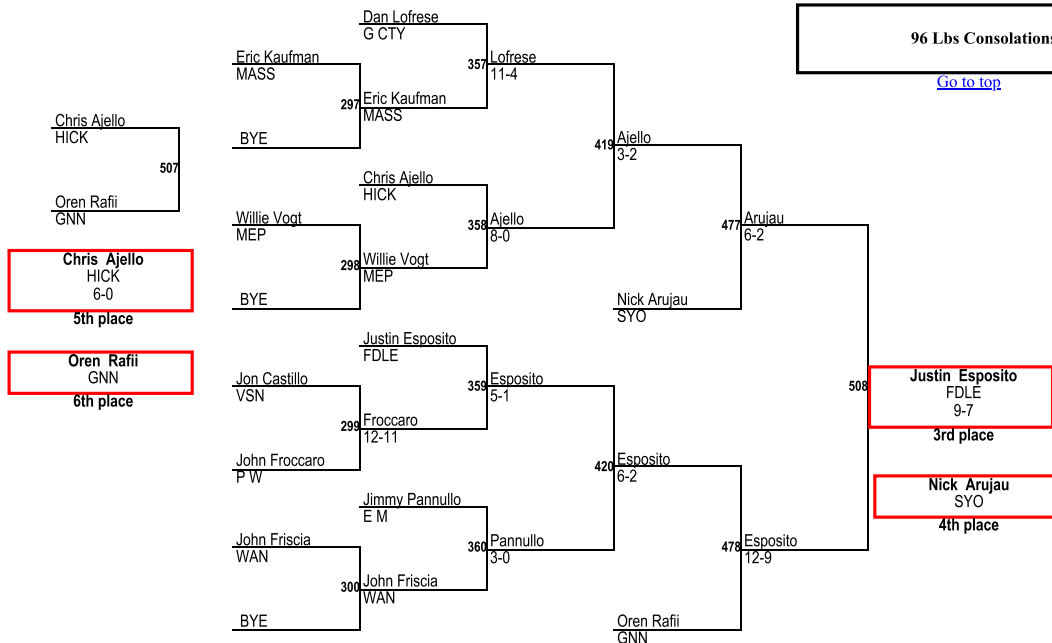 96 Lbs Consolations
Go to top
Chris Ajello
HICK
507
Oren Rafii
GNN
Chris Ajello
HICK
6-0
5th place
Oren Rafii
GNN
6th place
Eric Kaufman
MASS
297
BYE
Willie Vogt
MEP
298
BYE
Jon Castillo
VSN
299
John Froccaro
P W
John Friscia
WAN
300
BYE
Dan Lofrese
G CTY
357
Eric Kaufman
MASS
Chris Ajello
HICK
358
Willie Vogt
MEP
Justin Esposito
FDLE
359
Froccaro
12-11
Jimmy Pannullo
E M
360
John Friscia
WAN
Lofrese
11-4
419
Ajello
8-0
Esposito
5-1
420
Pannullo
3-0
Ajello
3-2
477
Nick Arujau
SYO
Esposito
6-2
478
Oren Rafii
GNN
Arujau
6-2
508
Esposito
12-9
Justin Esposito
FDLE
9-7
3rd place
Nick Arujau
SYO
4th place